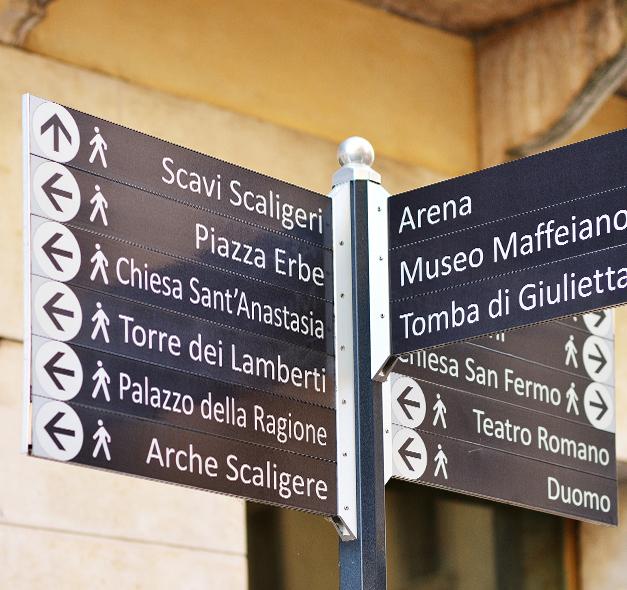 Scavi Scaligeri
Piazza Erbe
Chiesa Sant'Anastasia
Torre dei Lamberti
Palazzo della Ragione
Arche Scaligere
Arena
Museo Maffeiano
Tomba di Giulietta
Chiesa San Fermo
Teatro Romano
Duomo